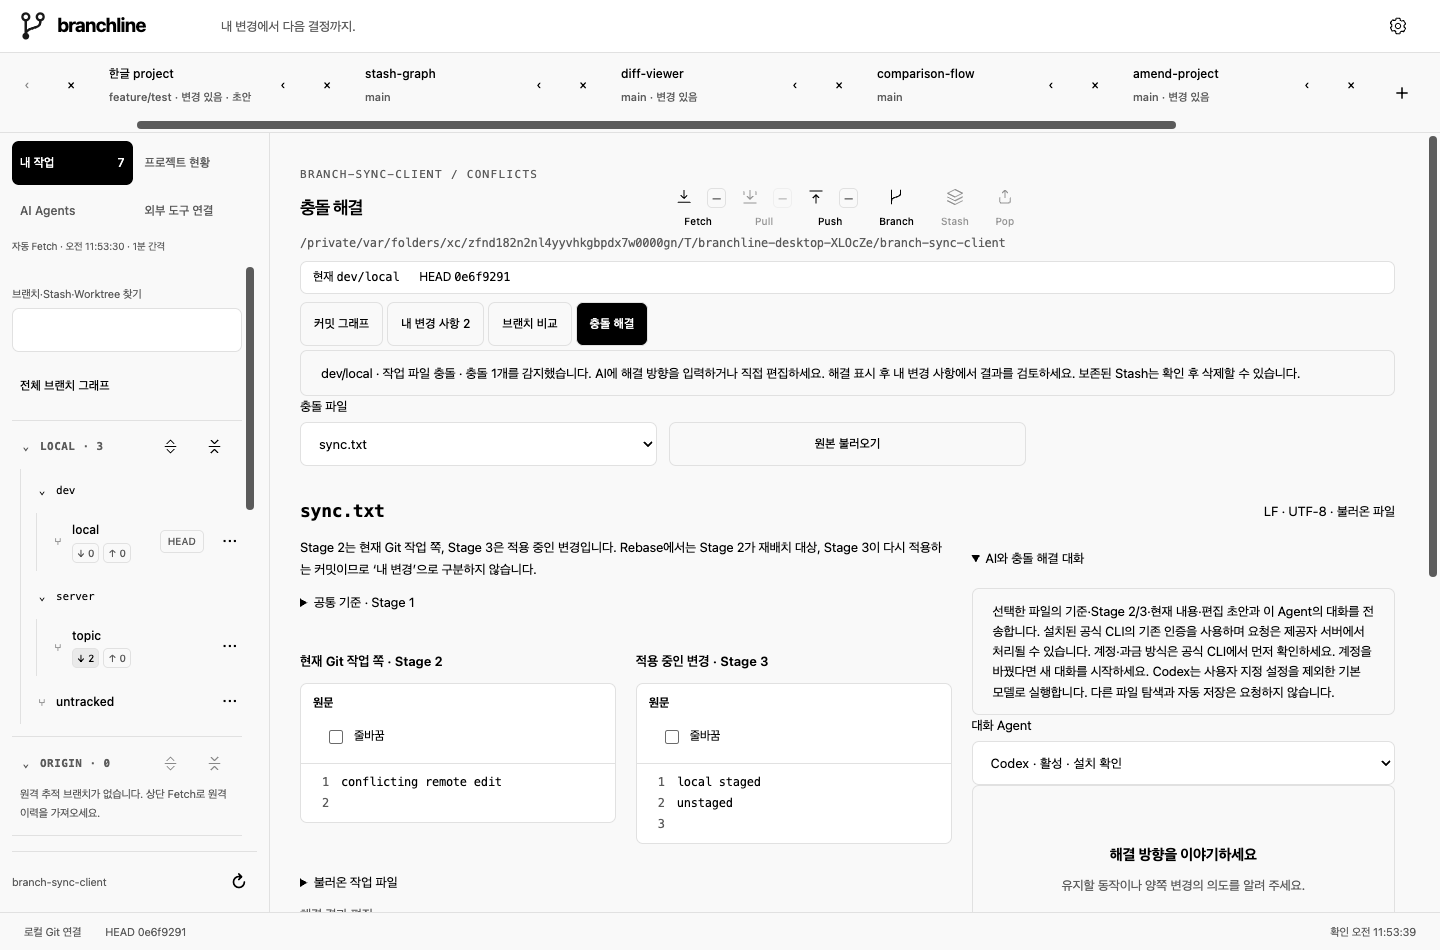 branchline
내 변경에서 다음 결정까지.
한글 project
feature/test · 변경 있음 · 초안
stash-graph
main
diff-viewer
main · 변경 있음
comparison-flow
main
amend-project
main · 변경 있음
내 작업 7
프로젝트 현황
AI Agents
외부 도구 연결
자동 Fetch · 오전 11:53:30 · 1분 간격
브랜치·Stash·Worktree 찾기
전체 브랜치 그래프
LOCAL · 3
dev
local
↓ 0 ↑ 0
HEAD
server
topic
↓ 2 ↑ 0
untracked
ORIGIN · 0
원격 추적 브랜치가 없습니다. 상단 Fetch로 원격
이력을 가져오세요.
branch-sync-client
BRANCH-SYNC-CLIENT / CONFLICTS
충돌 해결
Fetch
Pull
Push
Branch
Stash
Pop
/private/var/folders/xc/zfnd182n2nl4yyvhkgbpdx7w0000gn/T/branchline-desktop-XLOcZe/branch-sync-client
현재 dev/local HEAD 0e6f9291
커밋 그래프
내 변경 사항 2
브랜치 비교
충돌 해결
dev/local · 작업 파일 충돌 · 충돌 1개를 감지했습니다. AI에 해결 방향을 입력하거나 직접 편집하세요. 해결 표시 후 내 변경 사항에서 결과를 검토하세요. 보존된 Stash는 확인 후 삭제할 수 있습니다.
충돌 파일
sync.txt
원본 불러오기
sync.txt
LF · UTF-8 · 불러온 파일
Stage 2는 현재 Git 작업 쪽, Stage 3은 적용 중인 변경입니다. Rebase에서는 Stage 2가 재배치 대상, Stage 3이 다시 적용하
는 커밋이므로 ‘내 변경’으로 구분하지 않습니다.
공통 기준 · Stage 1
현재 Git 작업 쪽 · Stage 2
원문
줄바꿈
1 conflicting remote edit
2
적용 중인 변경 · Stage 3
원문
줄바꿈
1 local staged
2 unstaged
3
불러온 작업 파일
AI와 충돌 해결 대화
선택한 파일의 기준·Stage 2/3·현재 내용·편집 초안과 이 Agent의 대화를 전
송합니다. 설치된 공식 CLI의 기존 인증을 사용하며 요청은 제공자 서버에서
처리될 수 있습니다. 계정·과금 방식은 공식 CLI에서 먼저 확인하세요. 계정을
바꿨다면 새 대화를 시작하세요. Codex는 사용자 지정 설정을 제외한 기본
모델로 실행합니다. 다른 파일 탐색과 자동 저장은 요청하지 않습니다.
대화 Agent
Codex · 활성 · 설치 확인
해결 방향을 이야기하세요
유지할 동작이나 양쪽 변경의 의도를 알려 주세요.
로컬 Git 연결
HEAD 0e6f9291
확인 오전 11:53:39